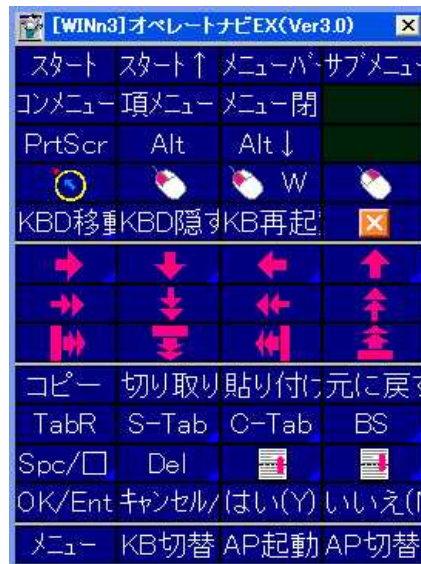 [WINn3]オペレートナビEX(Ver3.0)
スタート スタート↑ メニューバー サブメニュー
コンメニュー 頂メニュー メニュー閉
PrtScr Alt Alt↓
W
KBD移動 KBD隠す KB再起
コピー 切り取り 貼り付け 元に戻す
TabR S-Tab C-Tab BS
Spc/□ Del
OK/Ent キャンセル/ はい(Y) いいえ(
メニュー KB切替 AP起動 AP切替